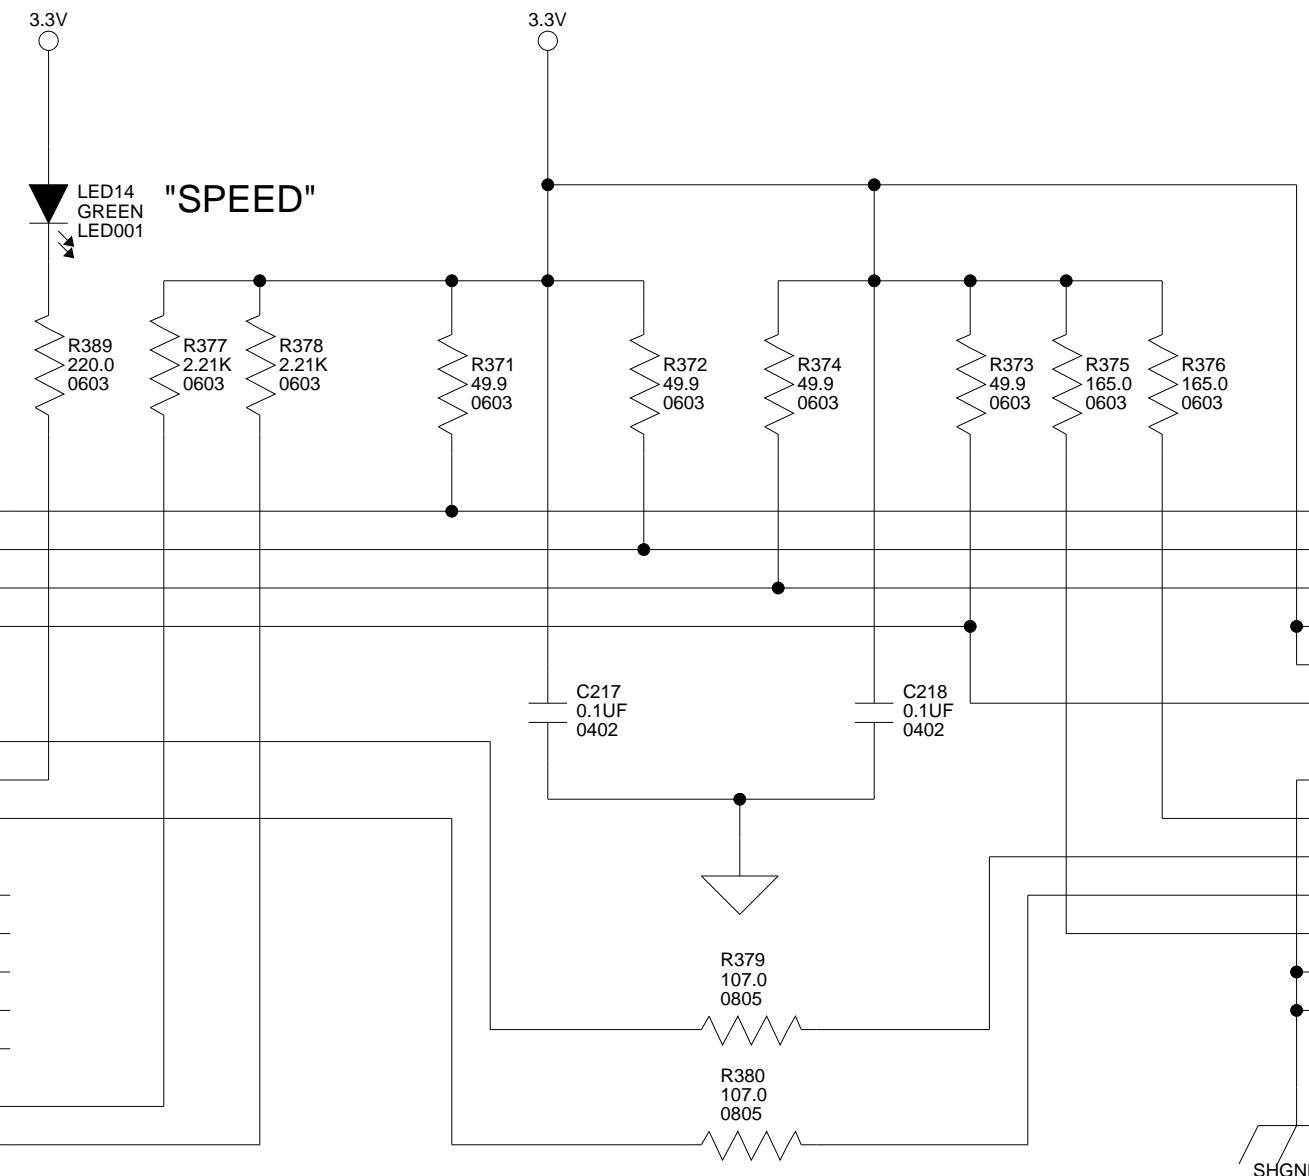 3.3V
3.3V
LED14
GREEN
LED001
"SPEED"
R389
220.0
0603
R377
2.21K
0603
R378
2.21K
0603
R371
49.9
0603
R372
49.9
0603
R374
49.9
0603
R373
49.9
0603
R375
165.0
0603
R376
165.0
0603
C217
0.1UF
0402
C218
0.1UF
0402
R379
107.0
0805
R380
107.0
0805